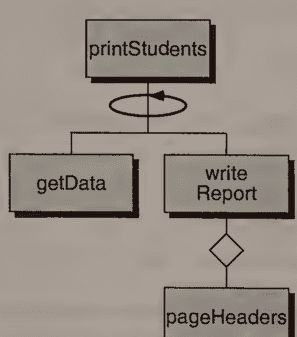 printStudents
getData
write
Report
pageHeaders